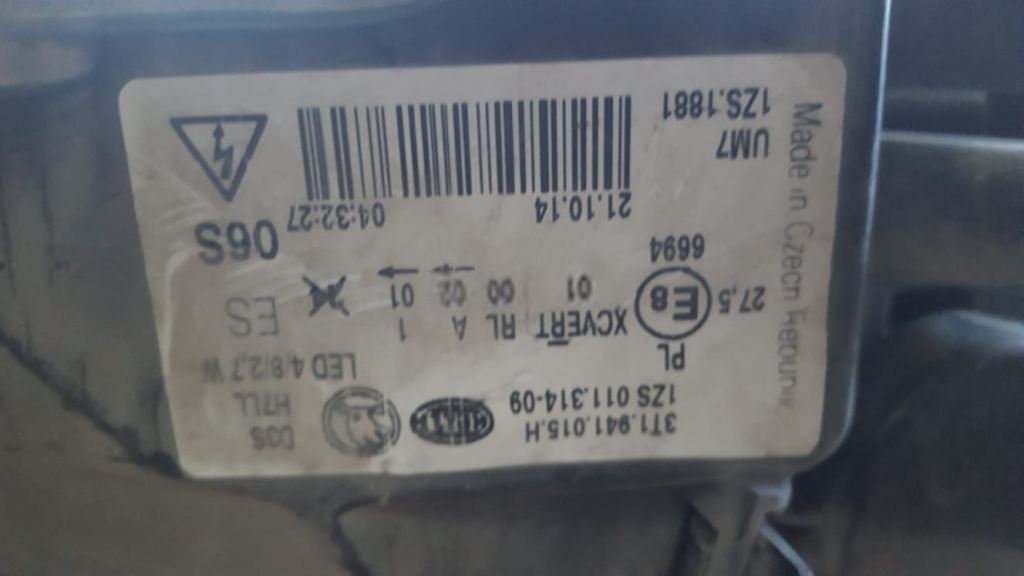 3T1.941.015.H HELLA D3S
1ZS 011.314-09 H7LL
PL LED 4/8/2,7 W
XCVERT RL A 1
27,5 E8 01 00 02 01 ES
6694 06S
21.10.14 04:32:27
UM7
1ZS.1881
Made in Czech Republic